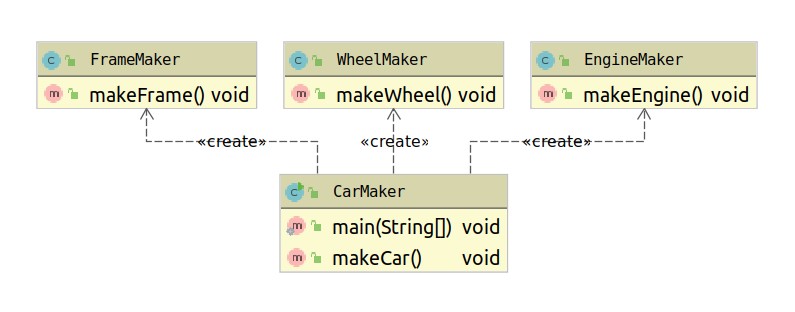 FrameMaker
makeFrame() void
WheelMaker
makeWheel() void
EngineMaker
makeEngine() void
«create»
«create»
«create»
CarMaker
main(String[]) void
makeCar() void